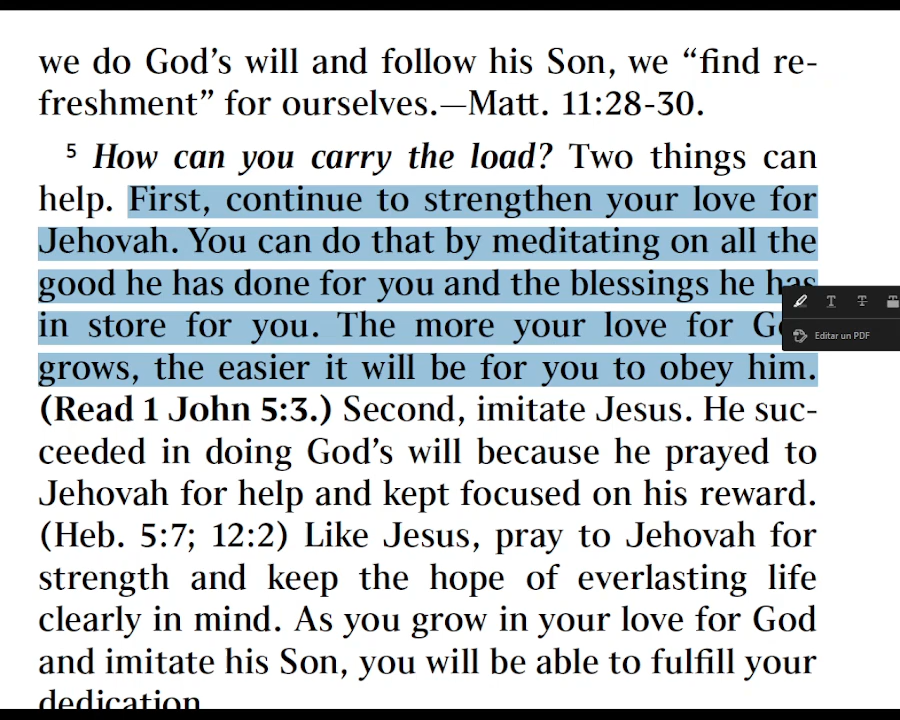 we do God’s will and follow his Son, we “find re-
freshment” for ourselves.—Matt. 11:28-30.
5 How can you carry the load? Two things can
help. First, continue to strengthen your love for
Jehovah. You can do that by meditating on all the
good he has done for you and the blessings he has
in store for you. The more your love for Go
grows, the easier it will be for you to obey him.
(Read 1 John 5:3.) Second, imitate Jesus. He suc-
ceeded in doing God’s will because he prayed to
Jehovah for help and kept focused on his reward.
(Heb. 5:7; 12:2) Like Jesus, pray to Jehovah for
strength and keep the hope of everlasting life
clearly in mind. As you grow in your love for God
and imitate his Son, you will be able to fulfill your
dedication
Editar un PDF